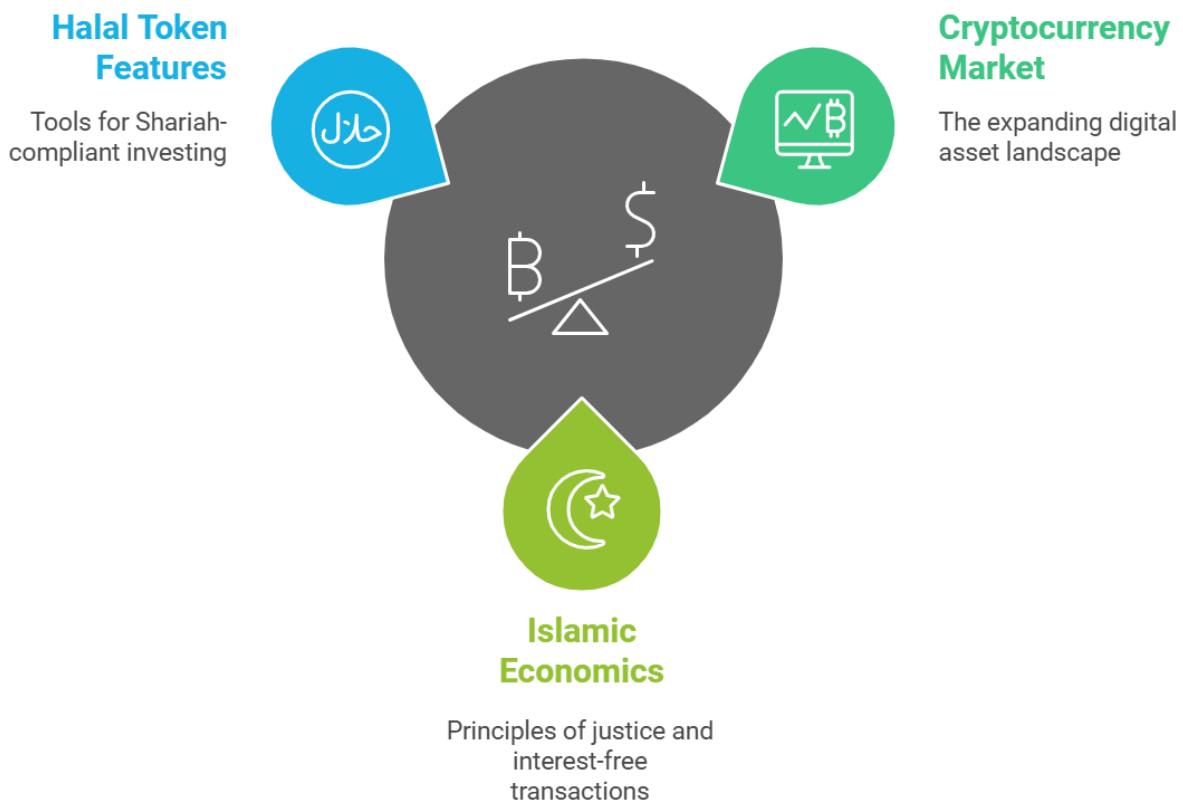 Halal Token
Features
Tools for Shariah-
compliant investing
حلال
Cryptocurrency
Market
The expanding digital
asset landscape
Islamic
Economics
Principles of justice and
interest-free
transactions